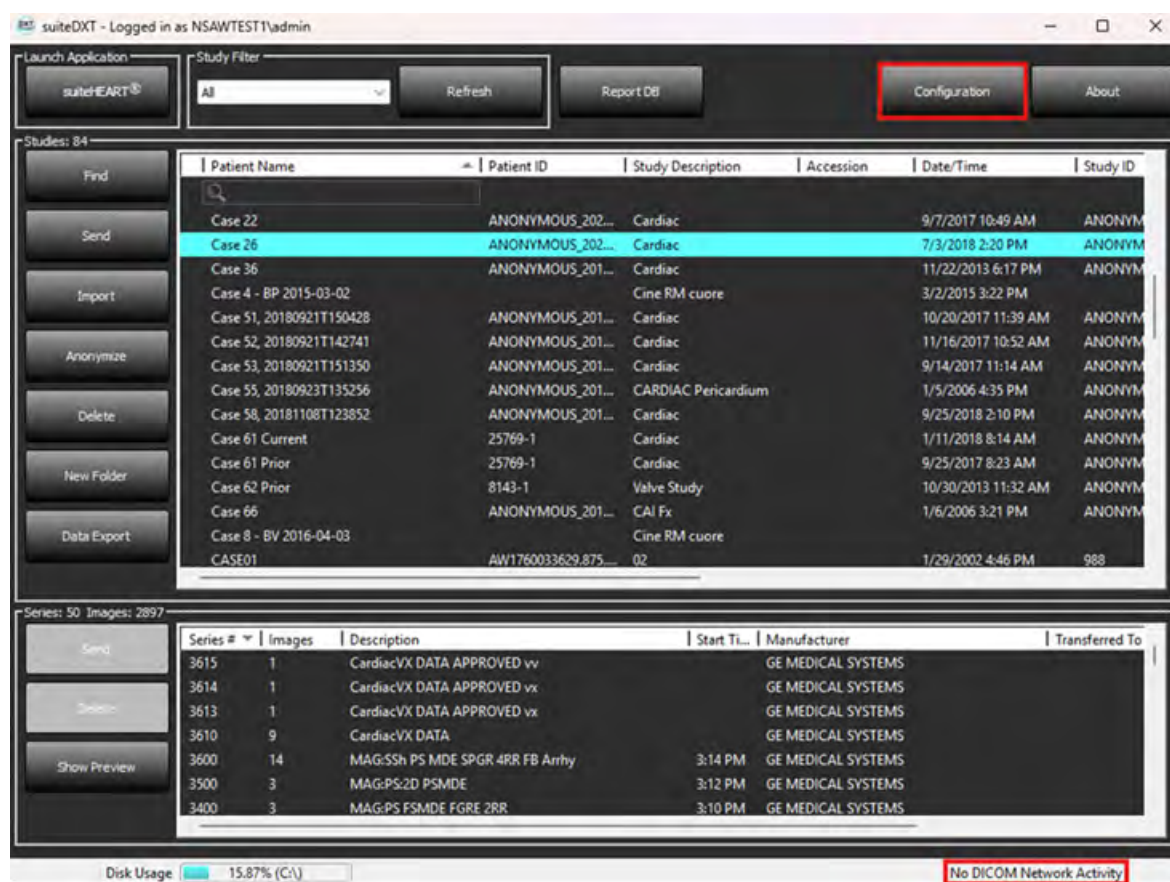 suiteDXT - Logged in as NSAWTEST1\admin
Launch Application
Study Filter
suiteHEART®
All
Refresh
Report DB
Configuration
About
Studies: 84
Find
Send
Import
Anonymize
Delete
New Folder
Data Export
Patient Name Patient ID Study Description Accession Date/Time Study ID
Case 22 ANONYMOUS_202... Cardiac 9/7/2017 10:49 AM ANONYM
Case 26 ANONYMOUS_202... Cardiac 7/3/2018 2:20 PM ANONYM
Case 36 ANONYMOUS_201... Cardiac 11/22/2013 6:17 PM ANONYM
Case 4 - BP 2015-03-02 Cine RM cuore 3/2/2015 3:22 PM
Case 51, 20180921T150428 ANONYMOUS_201... Cardiac 10/20/2017 11:39 AM ANONYM
Case 52, 20180921T142741 ANONYMOUS_201... Cardiac 11/16/2017 10:52 AM ANONYM
Case 53, 20180921T151350 ANONYMOUS_201... Cardiac 9/14/2017 11:14 AM ANONYM
Case 55, 20180923T135256 ANONYMOUS_201... CARDIAC Pericardium 1/5/2006 4:35 PM ANONYM
Case 58, 20181108T123852 ANONYMOUS_201... Cardiac 9/25/2018 2:10 PM ANONYM
Case 61 Current 25769-1 Cardiac 1/11/2018 8:14 AM ANONYM
Case 61 Prior 25769-1 Cardiac 9/25/2017 8:23 AM ANONYM
Case 62 Prior 8143-1 Valve Study 10/30/2013 11:32 AM ANONYM
Case 66 ANONYMOUS_201... CAI Fx 1/6/2006 3:21 PM ANONYM
Case 8 - BV 2016-04-03 Cine RM cuore
CASE01 AW1760033629.875.... 02 1/29/2002 4:46 PM 988
Series: 50 Images: 2897
Send
Delete
Show Preview
Series # Images Description Start Ti... Manufacturer Transferred To
3615 1 CardiacVX DATA APPROVED vv GE MEDICAL SYSTEMS
3614 1 CardiacVX DATA APPROVED vx GE MEDICAL SYSTEMS
3613 1 CardiacVX DATA APPROVED vx GE MEDICAL SYSTEMS
3610 9 CardiacVX DATA GE MEDICAL SYSTEMS
3600 14 MAG:SSh PS MDE SPGR 4RR FB Arrhy 3:14 PM GE MEDICAL SYSTEMS
3500 3 MAG:PS:2D PSMDE 3:12 PM GE MEDICAL SYSTEMS
3400 3 MAG:PS FSMDE FGRE 2RR 3:10 PM GE MEDICAL SYSTEMS
Disk Usage 15.87% (C:\)
No DICOM Network Activity